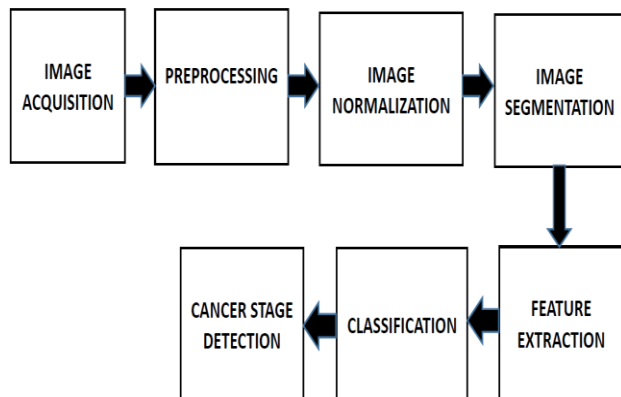 IMAGE
ACQUISITION
PREPROCESSING
IMAGE
NORMALIZATION
IMAGE
SEGMENTATION
FEATURE
EXTRACTION
CLASSIFICATION
CANCER STAGE
DETECTION